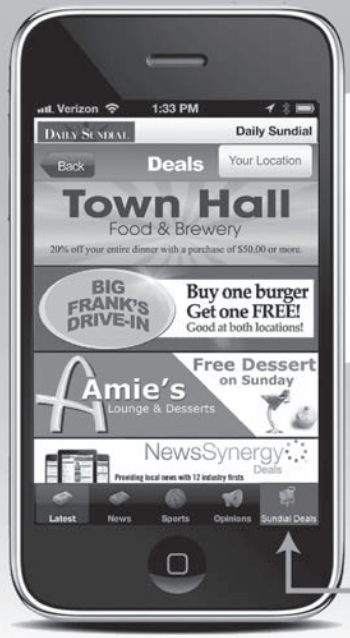 Verizon 1:33 PM
DAILY SUNDIAL Daily Sundial
Back Deals Your Location
Town Hall
Food & Brewery
20% off your entire dinner with a purchase of $50.00 or more.
BIG
FRANK'S
DRIVE-IN
Buy one burger
Get one FREE!
Good at both locations!
Amie's
Lounge & Desserts
Free Dessert
on Sunday
NewsSynergy
Deals
Providing local news with 12 industry firsts
Latest News Sports Opinions Sundial Deals